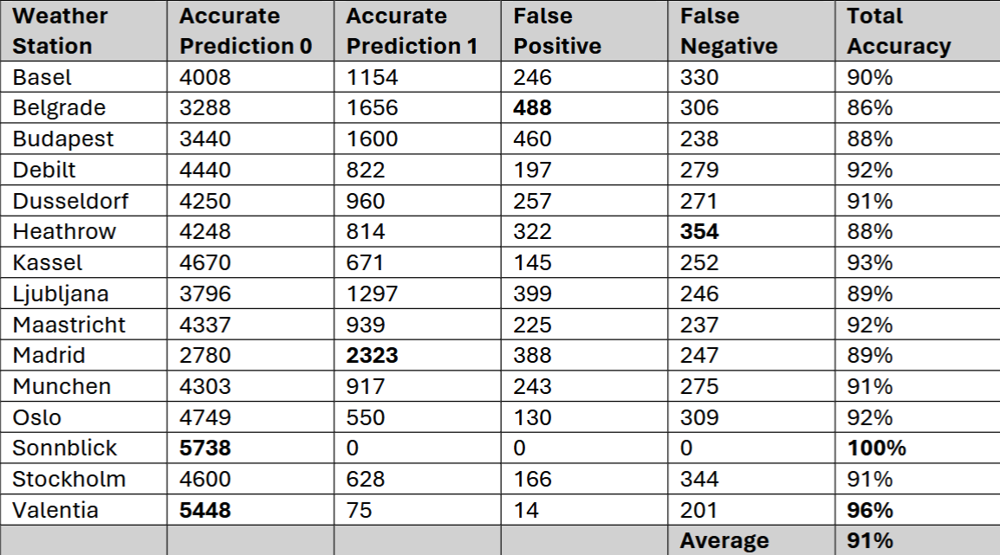 Weather Station Accurate Prediction 0 Accurate Prediction 1 False Positive False Negative Total Accuracy
Basel 4008 1154 246 330 90%
Belgrade 3288 1656 488 306 86%
Budapest 3440 1600 460 238 88%
Debilt 4440 822 197 279 92%
Dusseldorf 4250 960 257 271 91%
Heathrow 4248 814 322 354 88%
Kassel 4670 671 145 252 93%
Ljubljana 3796 1297 399 246 89%
Maastricht 4337 939 225 237 92%
Madrid 2780 2323 388 247 89%
Munchen 4303 917 243 275 91%
Oslo 4749 550 130 309 92%
Sonnblick 5738 0 0 0 100%
Stockholm 4600 628 166 344 91%
Valentia 5448 75 14 201 96%
Average 91%